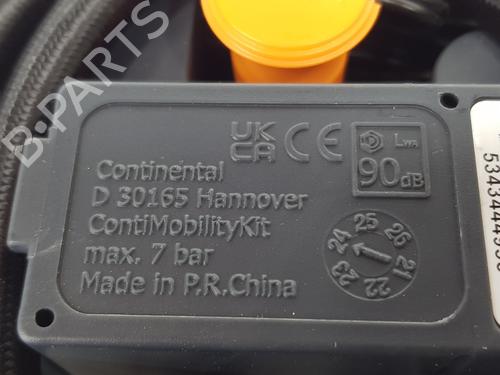 UK
CA
CE
LWA
90dB
Continental
D 30165 Hannover
ContiMobilityKit
max. 7 bar
Made in P.R.China
21 22 23 24 25 26
B-PARTS